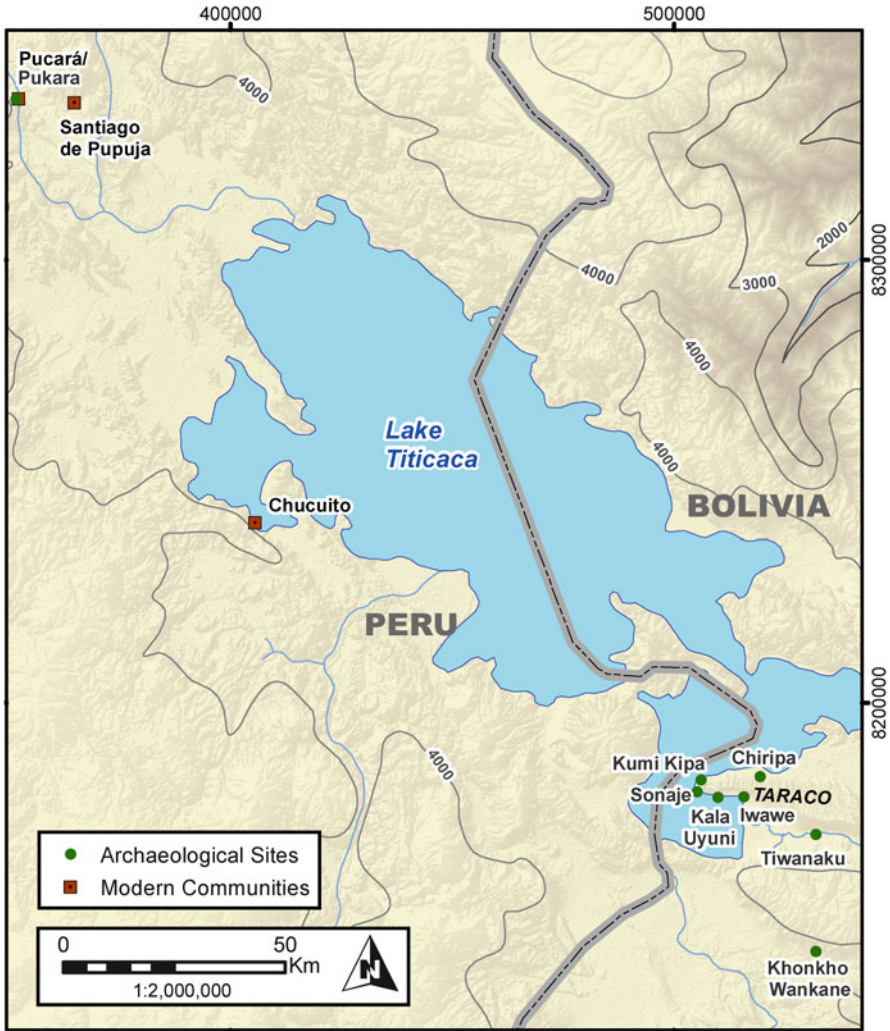 400000
500000
Pucará/
Pukara
Santiago
de Pupuja
4000
4000
2000
3000
4000
8300000
Lake
Titicaca
4000
BOLIVIA
Chucuito
PERU
8200000
Kumi Kipa
Chiripa
4000
Sonaje
TARACO
Kala
Uyuni
Iwawe
Tiwanaku
Archaeological Sites
Modern Communities
0
50
Km
1:2,000,000
N
Khonkho
Wankane